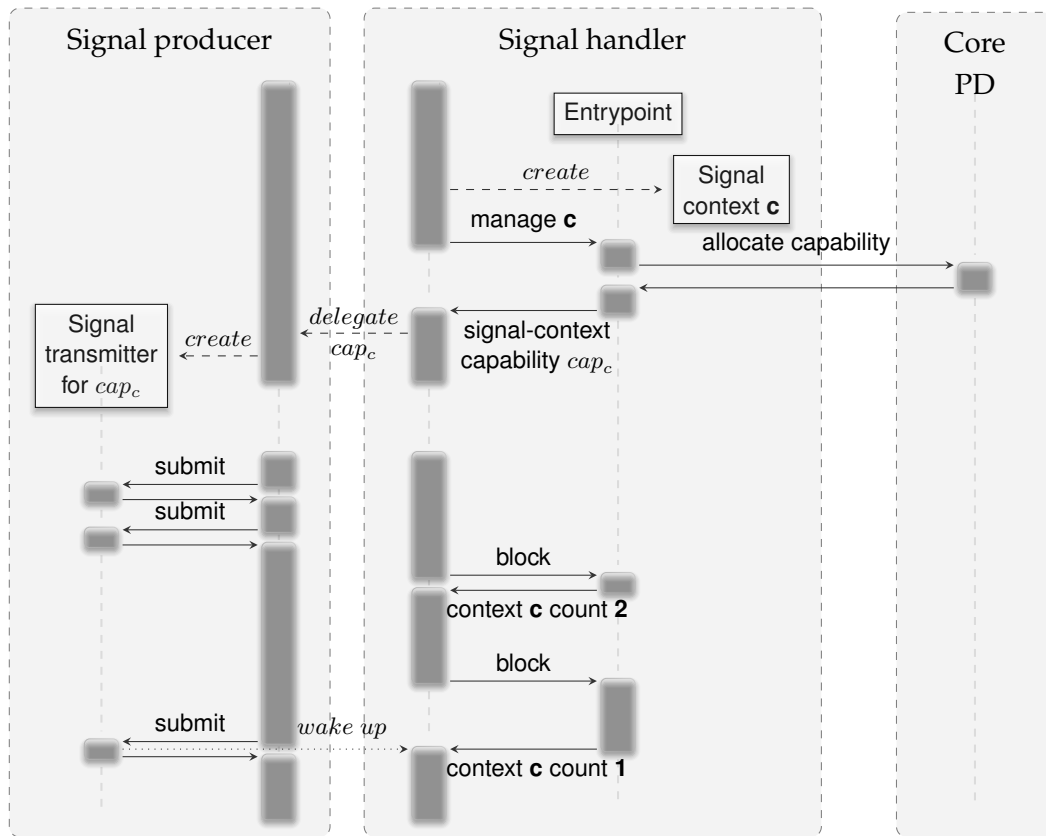 Signal producer
Signal handler
Core
PD
Entrypoint
create
Signal
context c
manage c
allocate capability
delegate
cap_c
signal-context
capability cap_c
Signal
transmitter
for cap_c
create
submit
submit
block
context c count 2
block
submit
wake up
context c count 1